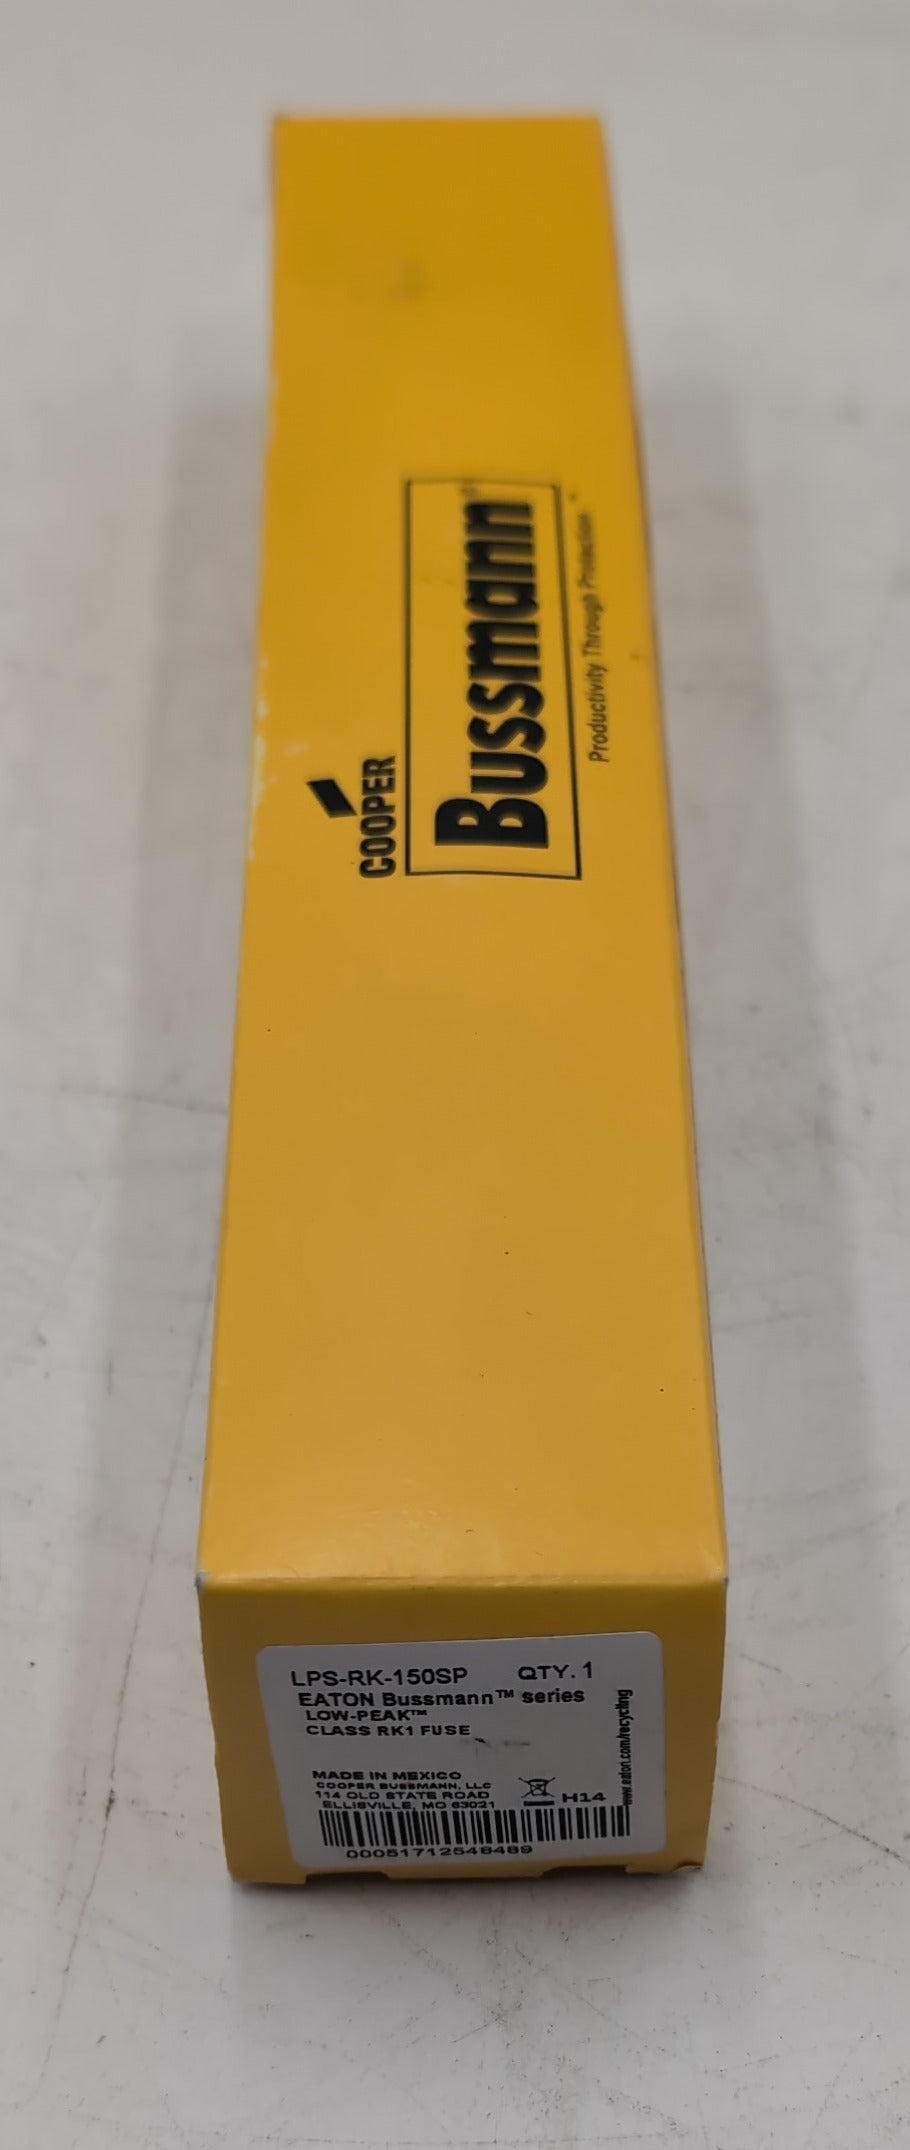 COOPER
Bussmann
Productivity Through Protection™
LPS-RK-150SP QTY. 1
EATON Bussmann™ series
LOW-PEAK™
CLASS RK1 FUSE
MADE IN MEXICO
COOPER BUSSMANN, LLC
114 OLD STATE ROAD
ELLISVILLE, MO 63021
H14
www.eaton.com/recycling
00051712548489